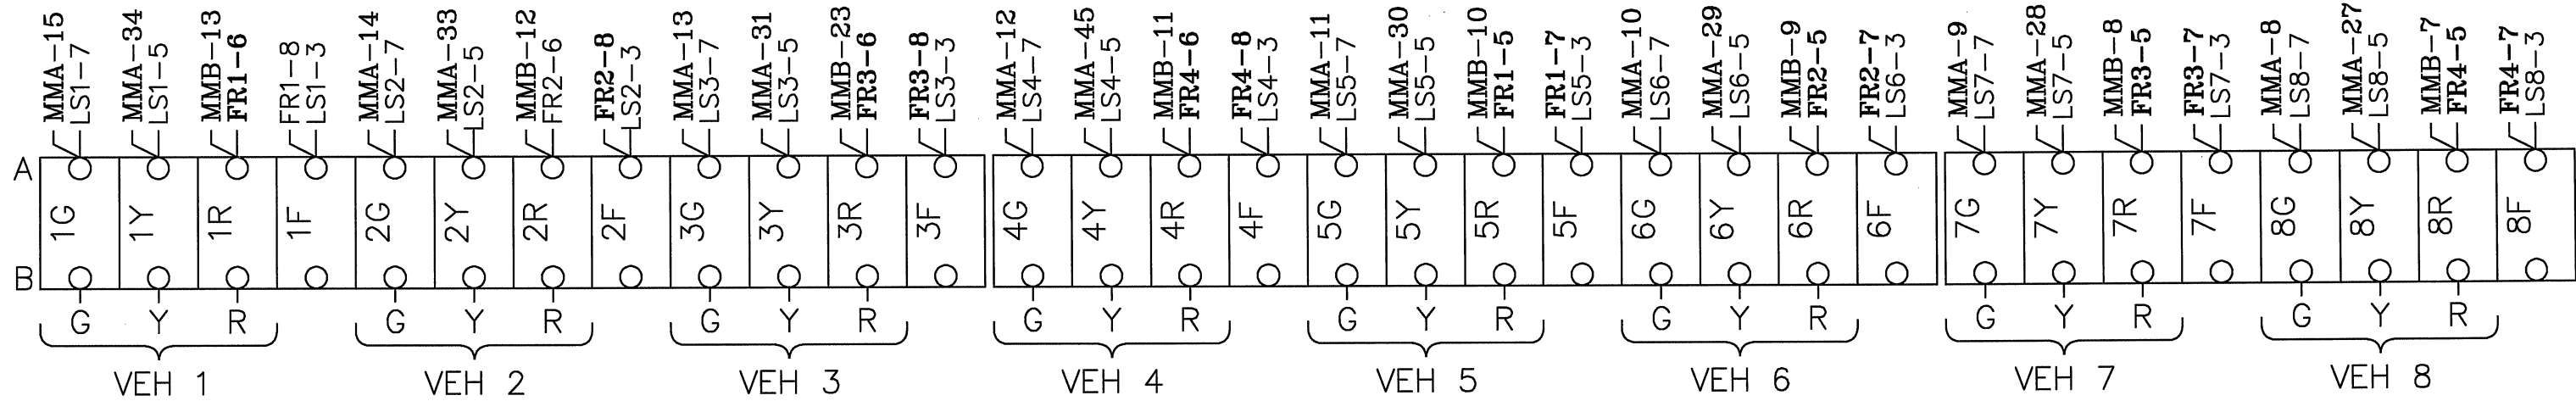 MMA-15 LS1-7 MMA-34 LS1-5 MMB-13 FR1-6 FR1-8 LS1-3 MMA-14 LS2-7 MMA-33 LS2-5 MMB-12 FR2-6 FR2-8 LS2-3 MMA-13 LS3-7 MMA-31 LS3-5 MMB-23 FR3-6 FR3-8 LS3-3 MMA-12 LS4-7 MMA-45 LS4-5 MMB-11 FR4-6 FR4-8 LS4-3 MMA-11 LS5-7 MMA-30 LS5-5 MMB-10 FR1-5 FR1-7 LS5-3 MMA-10 LS6-7 MMA-29 LS6-5 MMB-9 FR2-5 FR2-7 LS6-3 MMA-9 LS7-7 MMA-28 LS7-5 MMB-8 FR3-5 FR3-7 LS7-3 MMA-8 LS8-7 MMA-27 LS8-5 MMB-7 FR4-5 FR4-7 LS8-3
A
1G 1Y 1R 1F 2G 2Y 2R 2F 3G 3Y 3R 3F 4G 4Y 4R 4F 5G 5Y 5R 5F 6G 6Y 6R 6F 7G 7Y 7R 7F 8G 8Y 8R 8F
B
G Y R G Y R G Y R G Y R G Y R G Y R G Y R G Y R
VEH 1 VEH 2 VEH 3 VEH 4 VEH 5 VEH 6 VEH 7 VEH 8